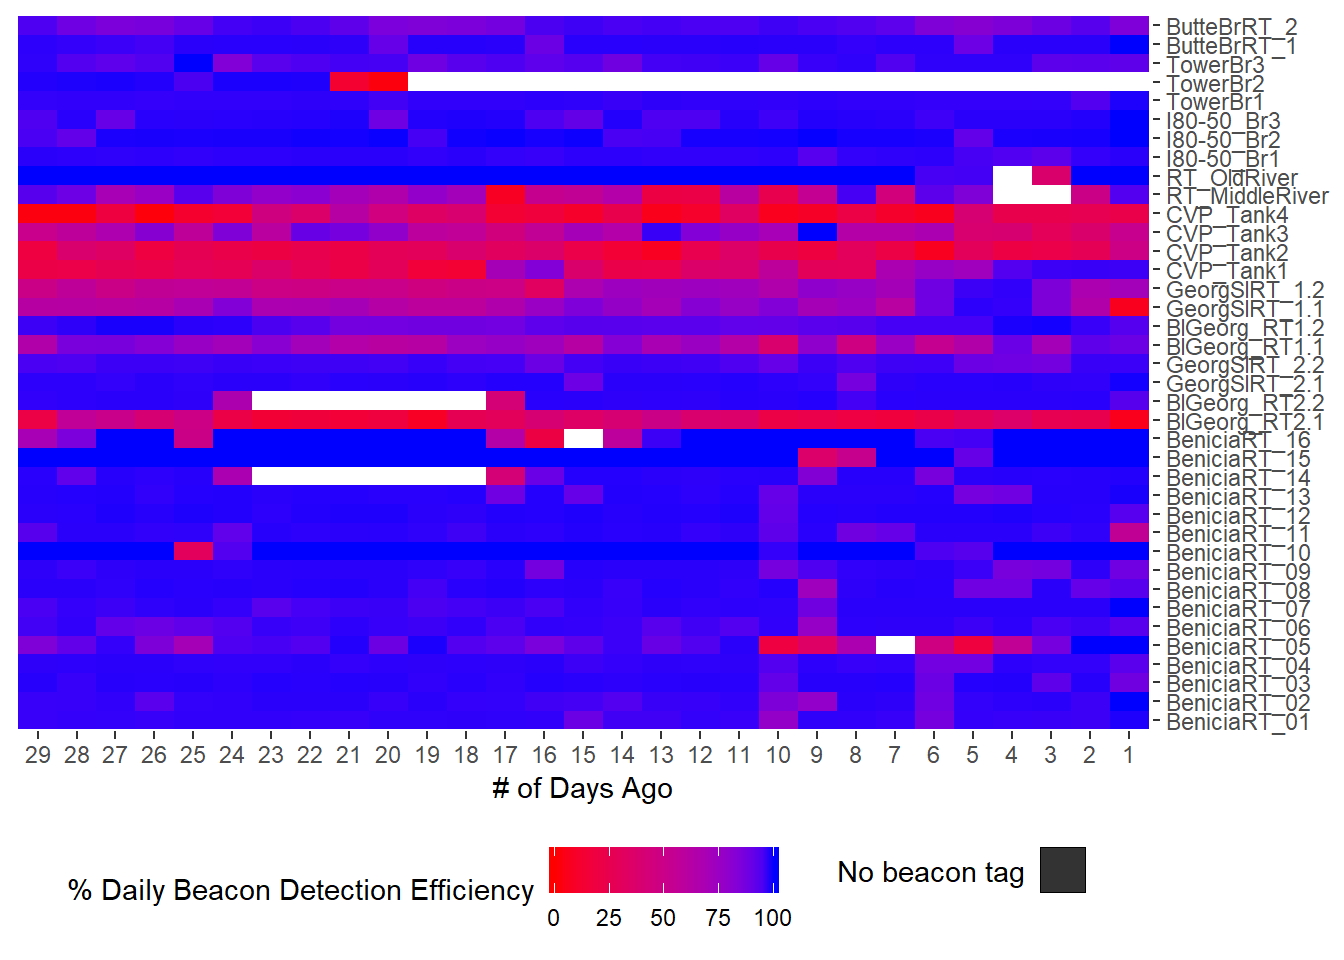 ButteBrRT_2
ButteBrRT_1
TowerBr3
TowerBr2
TowerBr1
I80-50_Br3
I80-50_Br2
I80-50_Br1
RT_OldRiver
RT_MiddleRiver
CVP_Tank4
CVP_Tank3
CVP_Tank2
CVP_Tank1
GeorgSlRT_1.2
GeorgSlRT_1.1
BlGeorg_RT1.2
BlGeorg_RT1.1
GeorgSlRT_2.2
GeorgSlRT_2.1
BlGeorg_RT2.2
BlGeorg_RT2.1
BeniciaRT_16
BeniciaRT_15
BeniciaRT_14
BeniciaRT_13
BeniciaRT_12
BeniciaRT_11
BeniciaRT_10
BeniciaRT_09
BeniciaRT_08
BeniciaRT_07
BeniciaRT_06
BeniciaRT_05
BeniciaRT_04
BeniciaRT_03
BeniciaRT_02
BeniciaRT_01
29 28 27 26 25 24 23 22 21 20 19 18 17 16 15 14 13 12 11 10 9 8 7 6 5 4 3 2 1
# of Days Ago
% Daily Beacon Detection Efficiency
0 25 50 75 100
No beacon tag